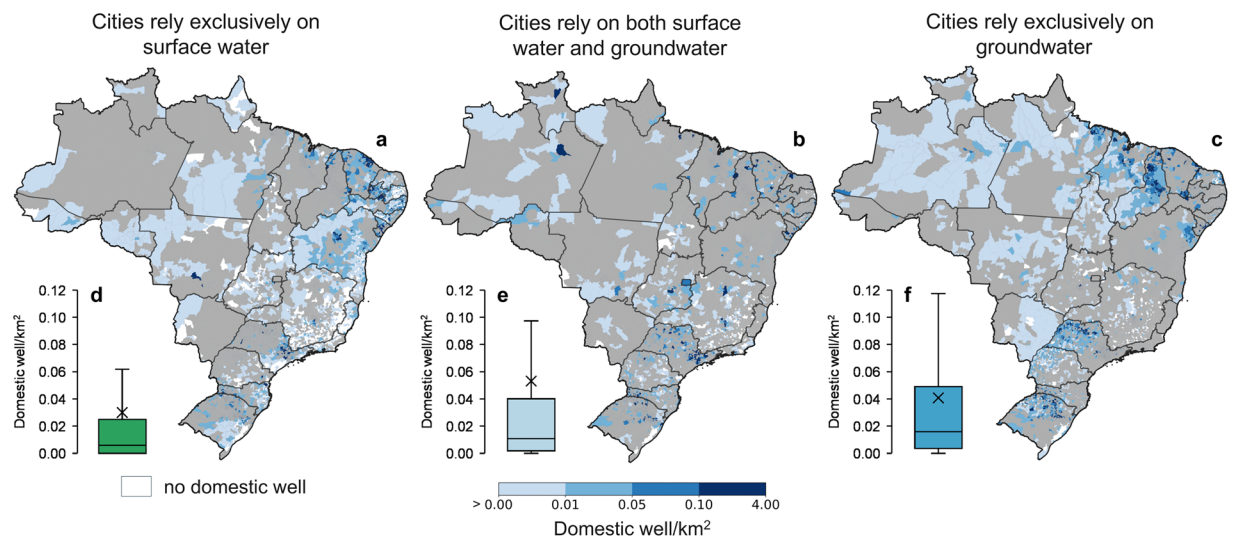 Cities rely exclusively on
surface water
Cities rely on both surface
water and groundwater
Cities rely exclusively on
groundwater
a
b
c
d
0.12
0.10
0.08
0.06
0.04
0.02
0.00
Domestic well/km²
e
0.12
0.10
0.08
0.06
0.04
0.02
0.00
Domestic well/km²
f
0.12
0.10
0.08
0.06
0.04
0.02
0.00
Domestic well/km²
no domestic well
> 0.00 0.01 0.05 0.10 4.00
Domestic well/km²